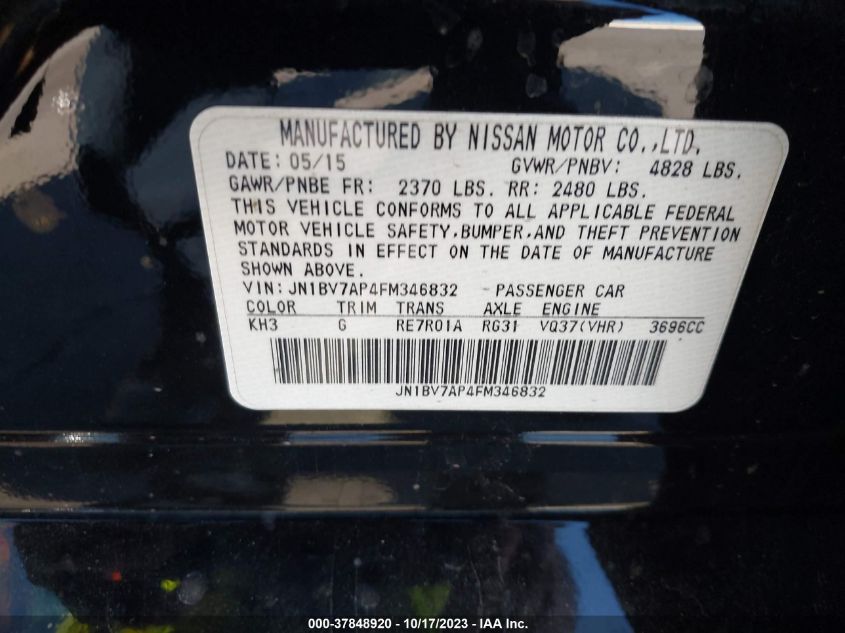 MANUFACTURED BY NISSAN MOTOR CO.,LTD.
DATE: 05/15 GVWR/PNBV: 4828 LBS.
GAWR/PNBE FR: 2370 LBS. RR: 2480 LBS.
THIS VEHICLE CONFORMS TO ALL APPLICABLE FEDERAL
MOTOR VEHICLE SAFETY,BUMPER,AND THEFT PREVENTION
STANDARDS IN EFFECT ON THE DATE OF MANUFACTURE
SHOWN ABOVE.
VIN: JN1BV7AP4FM346832 - PASSENGER CAR
COLOR TRIM TRANS AXLE ENGINE
KH3 G RE7R01A RG31 VQ37(VHR) 3696CC
JN1BV7AP4FM346832
000-37848920 - 10/17/2023 - IAA Inc.